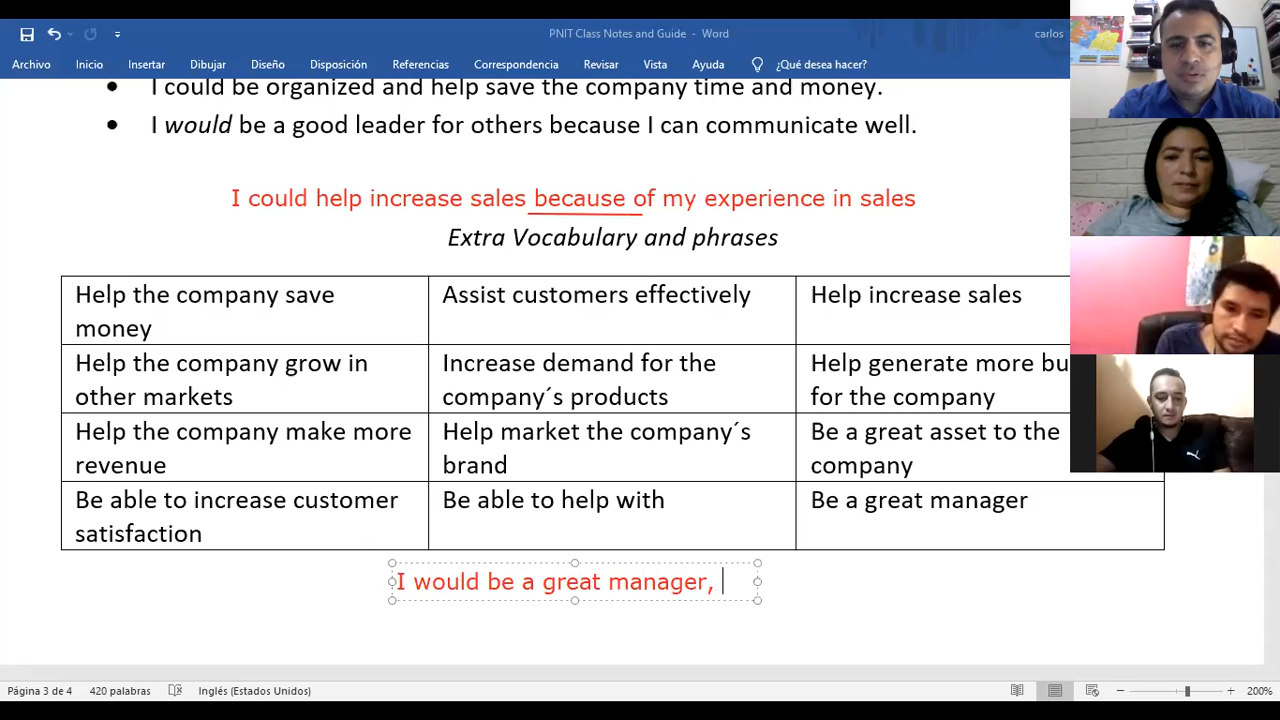 PNIT Class Notes and Guide - Word
carlos
Archivo Inicio Insertar Dibujar Diseño Disposición Referencias Correspondencia Revisar Vista Ayuda ¿Qué desea hacer?
• I could be organized and help save the company time and money.
• I would be a good leader for others because I can communicate well.
I could help increase sales because of my experience in sales
Extra Vocabulary and phrases
Help the company save
money
Assist customers effectively
Help increase sales
Help the company grow in
other markets
Increase demand for the
company´s products
Help generate more bu
for the company
Help the company make more
revenue
Help market the company´s
brand
Be a great asset to the
company
Be able to increase customer
satisfaction
Be able to help with
Be a great manager
I would be a great manager,
Página 3 de 4 420 palabras Inglés (Estados Unidos) 200%